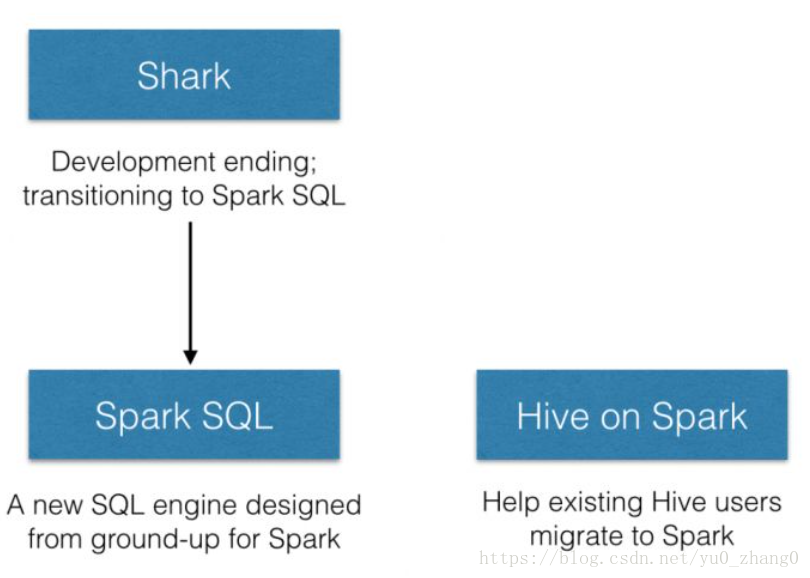 Shark
Development ending;
transitioning to Spark SQL
Spark SQL
A new SQL engine designed
from ground-up for Spark
Hive on Spark
Help existing Hive users
migrate to Spark
https://blog.csdn.net/yu0_zhang0